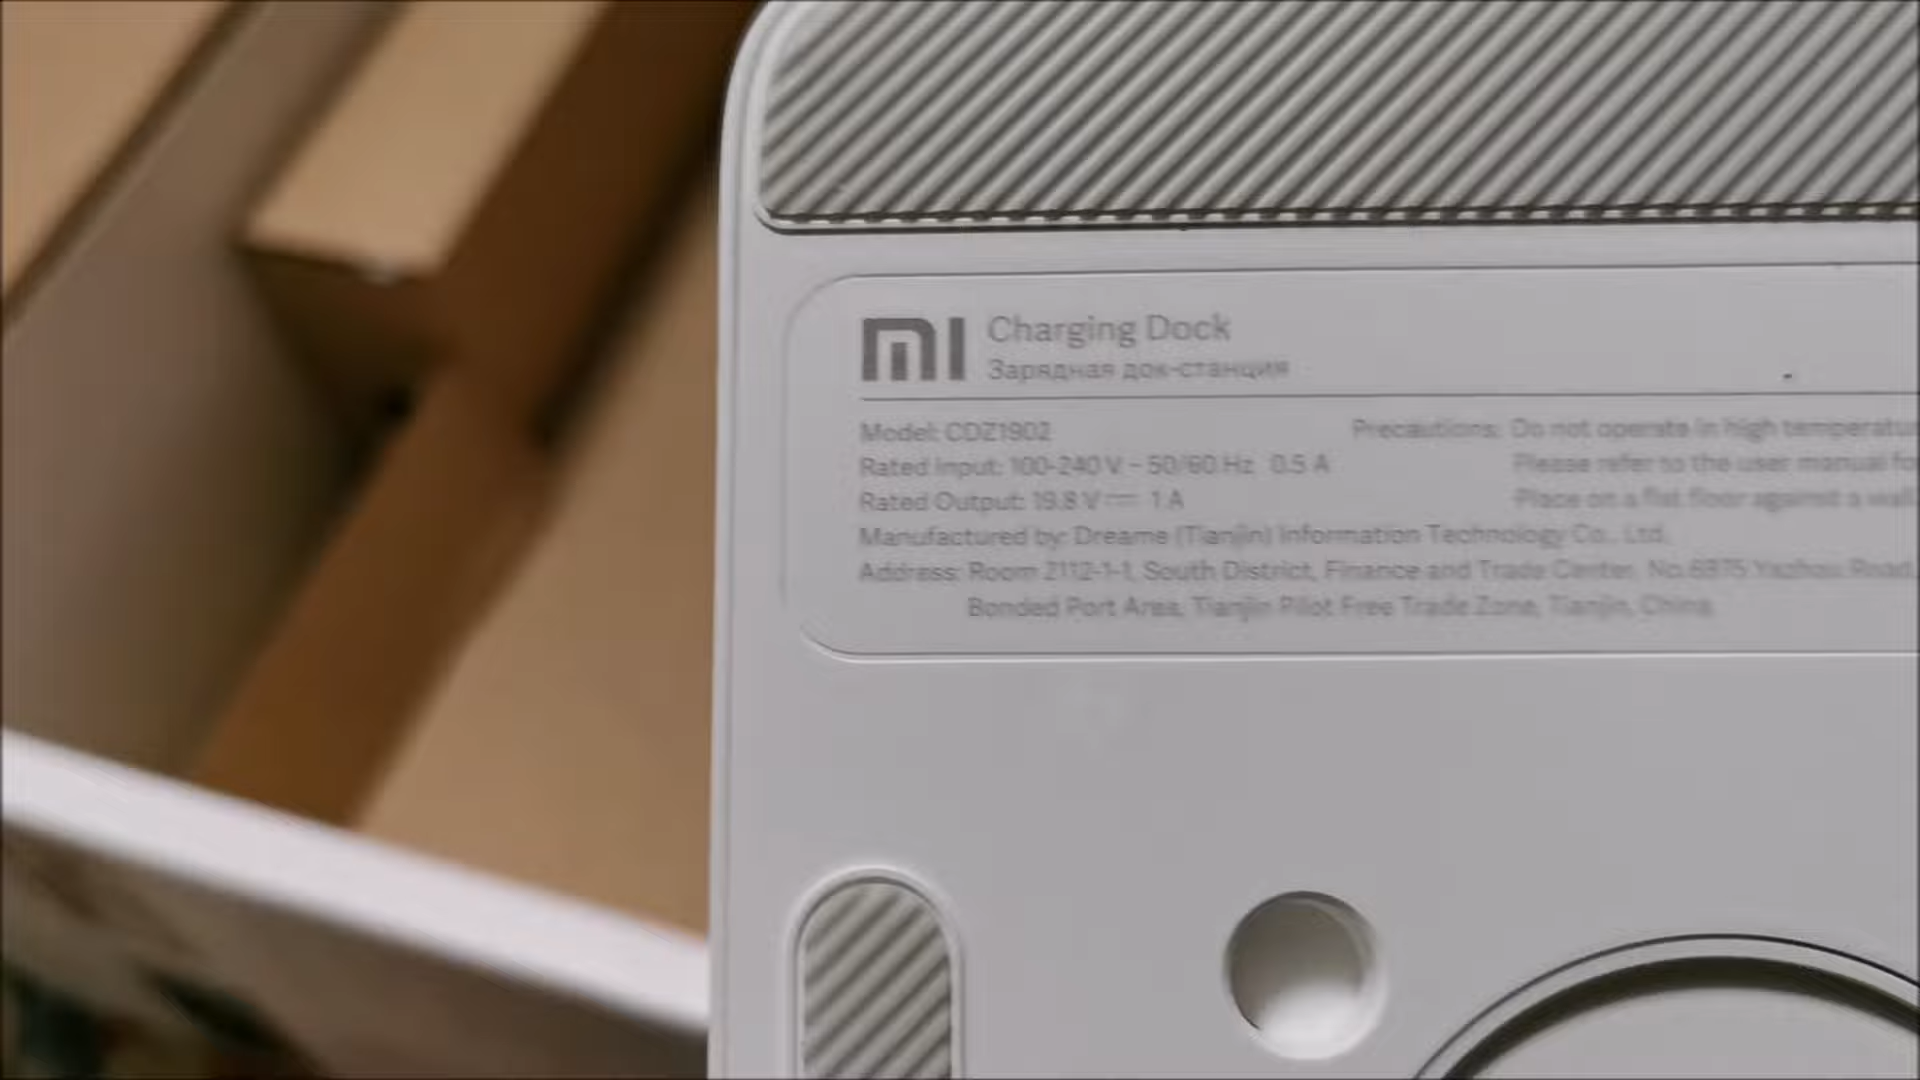 MI Charging Dock
Зарядная док-станция
Model: CDZ1902
Rated Input: 100-240 V ~ 50/60 Hz 0.5 A
Rated Output: 19.8 V ⎓ 1 A
Manufactured by: Dreame (Tianjin) Information Technology Co., Ltd.
Address: Room 2112-1-1, South District, Finance and Trade Center, No.6975 Yazhou Road,
Bonded Port Area, Tianjin Pilot Free Trade Zone, Tianjin, China
Precautions: Do not operate in high
Please refer to the user manual
Place on a flat floor against a wall